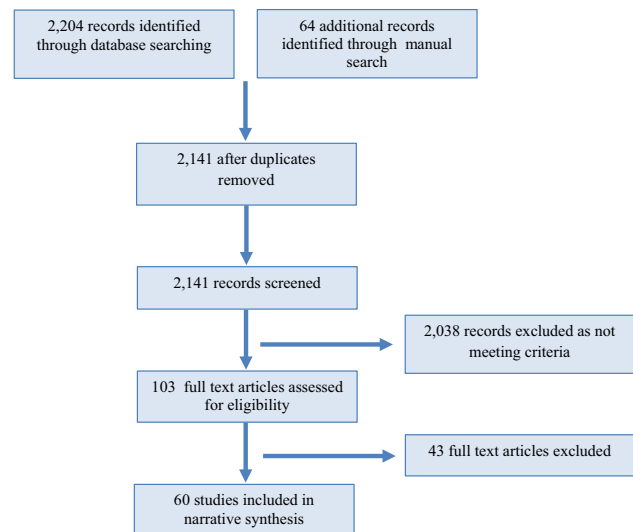 2,204 records identified
through database searching
64 additional records
identified through manual
search
2,141 after duplicates
removed
2,141 records screened
2,038 records excluded as not
meeting criteria
103 full text articles assessed
for eligibility
43 full text articles excluded
60 studies included in
narrative synthesis